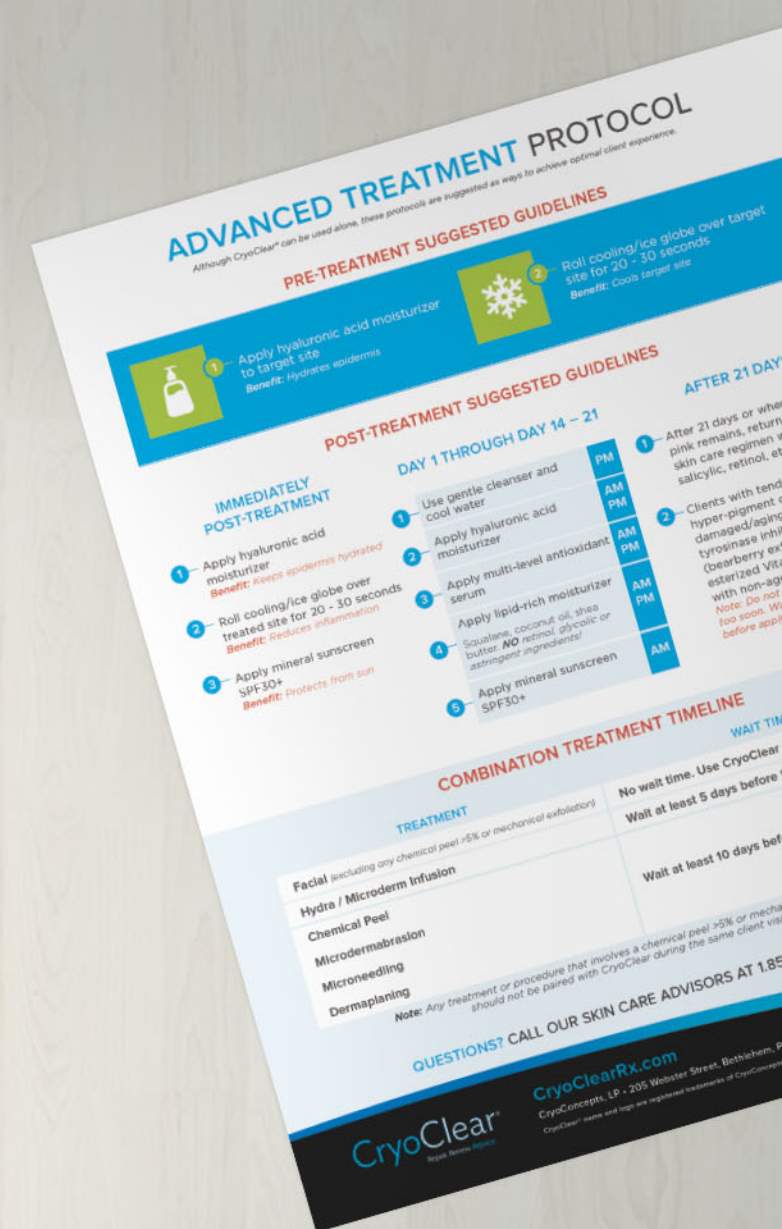 ADVANCED TREATMENT PROTOCOL
Although CryoClear® can be used alone, these protocols are suggested as ways to achieve optimal client experience.
PRE-TREATMENT SUGGESTED GUIDELINES
1
Apply hyaluronic acid moisturizer
to target site
Benefit: Hydrates epidermis
2
Roll cooling/ice globe over target
site for 20 - 30 seconds
Benefit: Cools target site
POST-TREATMENT SUGGESTED GUIDELINES
IMMEDIATELY
POST-TREATMENT
1 Apply hyaluronic acid
moisturizer
Benefit: Keeps epidermis hydrated
2 Roll cooling/ice globe over
treated site for 20 - 30 seconds
Benefit: Reduces inflammation
3 Apply mineral sunscreen
SPF30+
Benefit: Protects from sun
DAY 1 THROUGH DAY 14 – 21
1 Use gentle cleanser and
cool water
PM
2 Apply hyaluronic acid
moisturizer
AM
PM
3 Apply multi-level antioxidant
serum
AM
PM
4 Apply lipid-rich moisturizer
Squalane, coconut oil, shea
butter. NO retinol, glycolic or
astringent ingredients!
AM
PM
5 Apply mineral sunscreen
SPF30+
AM
AFTER 21 DAY
1 After 21 days or whe
pink remains, return
skin care regimen
salicylic, retinol, et
2 Clients with tend
hyper-pigment
damaged/aging
tyrosinase inhi
(bearberry ex
esterized Vita
with non-ag
Note: Do not
too soon. W
before appl
COMBINATION TREATMENT TIMELINE
TREATMENT
WAIT TIM
Facial (excluding any chemical peel >5% or mechanical exfoliation)
No wait time. Use CryoClear
Hydra / Microderm Infusion
Wait at least 5 days before
Chemical Peel
Microdermabrasion
Microneedling
Dermaplaning
Wait at least 10 days bef
Note: Any treatment or procedure that involves a chemical peel >5% or mecha
should not be paired with CryoClear during the same client visi
QUESTIONS? CALL OUR SKIN CARE ADVISORS AT 1.85
CryoClear®
Repair. Renew. Rejoice.
CryoClearRx.com
CryoConcepts, LP • 205 Webster Street, Bethlehem, P
CryoClear® name and logo are registered trademarks of CryoConcepts